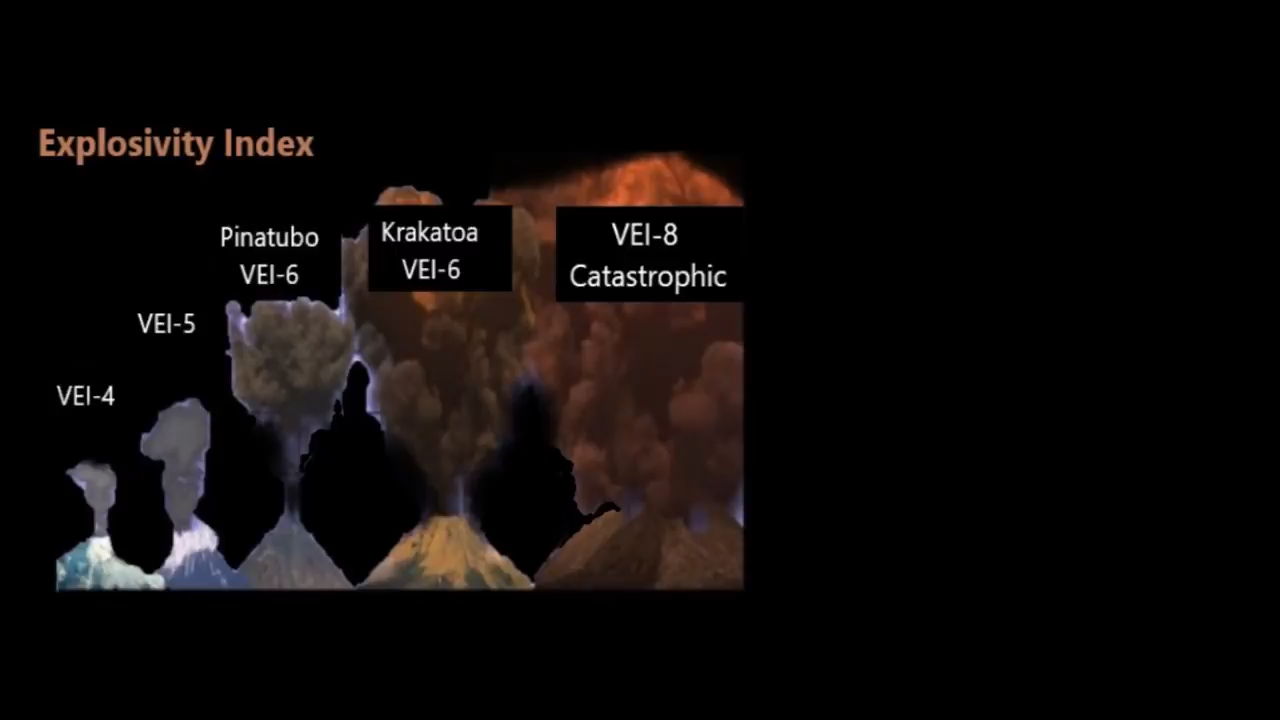 Explosivity Index
Pinatubo
VEI-6
Krakatoa
VEI-6
VEI-8
Catastrophic
VEI-5
VEI-4